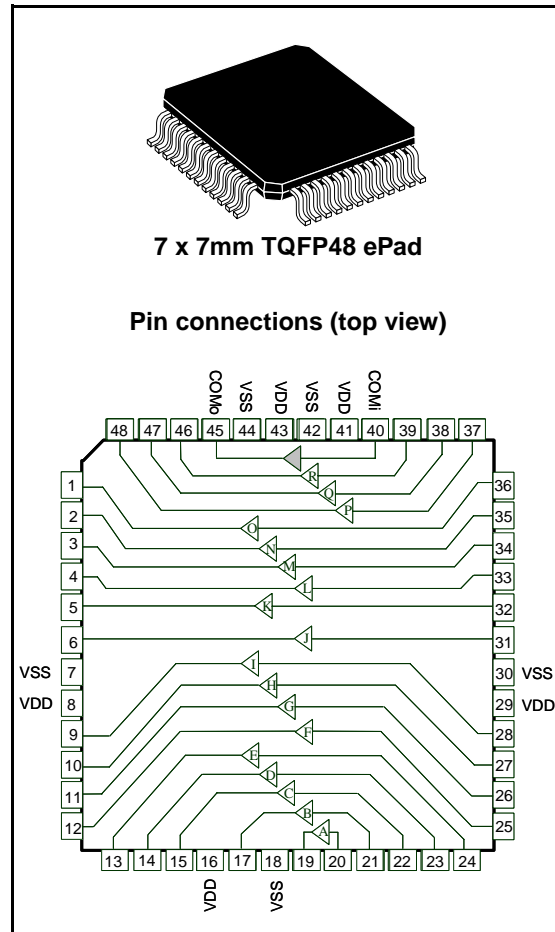 7 x 7mm TQFP48 ePad
Pin connections (top view)
COMo VSS VDD VSS VDD COMi
48 47 46 45 44 43 42 41 40 39 38 37
R
Q
P
1 36
O
2 35
N
3 34
M
4 33
L
5 K 32
6 J 31
VSS 7 I 30 VSS
VDD 8 H 29 VDD
9 G 28
10 F 27
11 E 26
D
12 C 25
B
A
13 14 15 16 17 18 19 20 21 22 23 24
VDD VSS